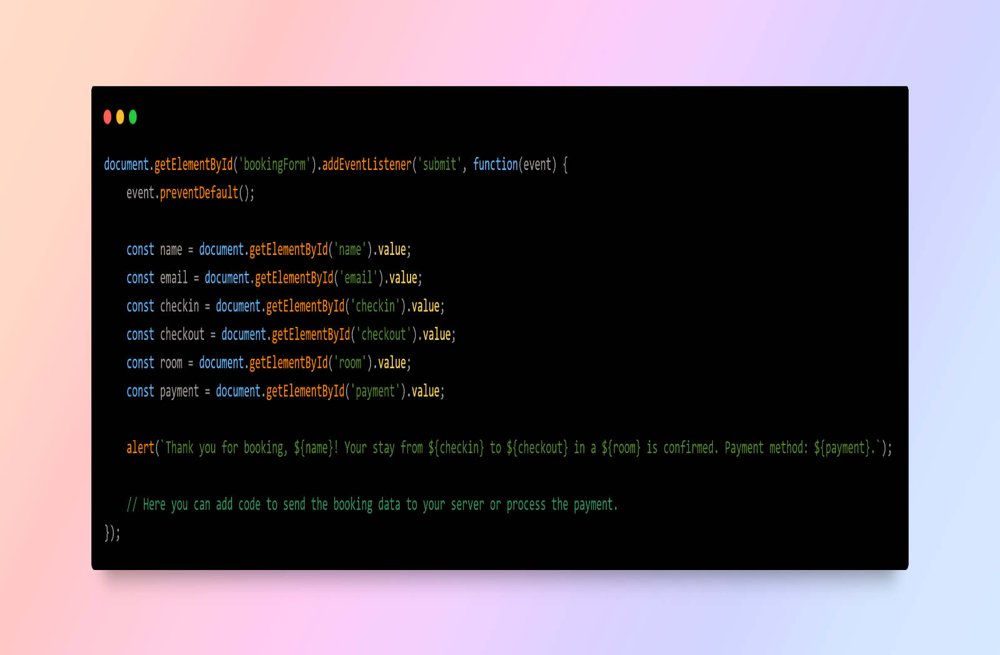 document.getElementById('bookingForm').addEventListener('submit', function(event) {
    event.preventDefault();

    const name = document.getElementById('name').value;
    const email = document.getElementById('email').value;
    const checkin = document.getElementById('checkin').value;
    const checkout = document.getElementById('checkout').value;
    const room = document.getElementById('room').value;
    const payment = document.getElementById('payment').value;

    alert(`Thank you for booking, ${name}! Your stay from ${checkin} to ${checkout} in a ${room} is confirmed. Payment method: ${payment}.`);

    // Here you can add code to send the booking data to your server or process the payment.
});